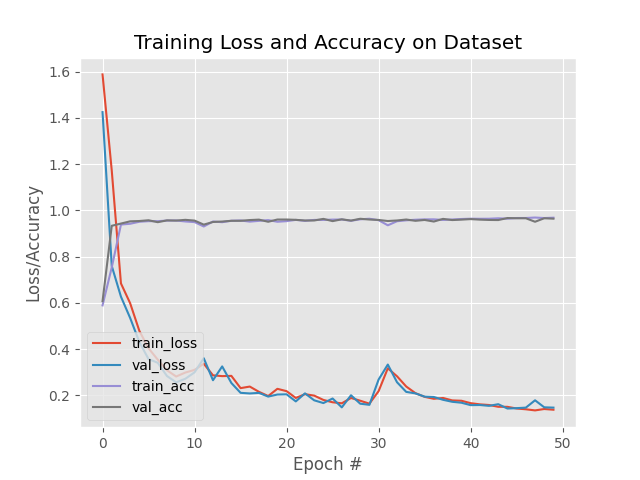 Training Loss and Accuracy on Dataset
Loss/Accuracy
1.6
1.4
1.2
1.0
0.8
0.6
0.4
0.2
train_loss
val_loss
train_acc
val_acc
0 10 20 30 40 50
Epoch #